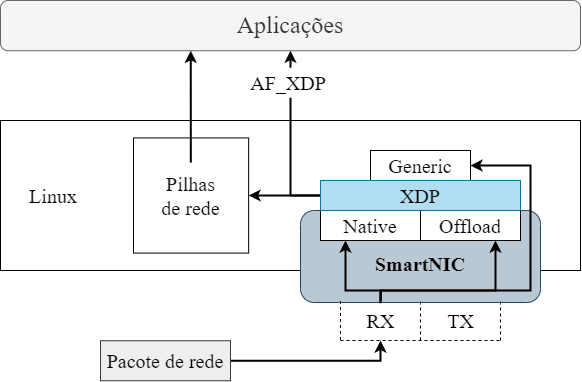 Aplicações
AF_XDP
Generic
Pilhas
de rede
Linux
XDP
Native
Offload
SmartNIC
RX
TX
Pacote de rede